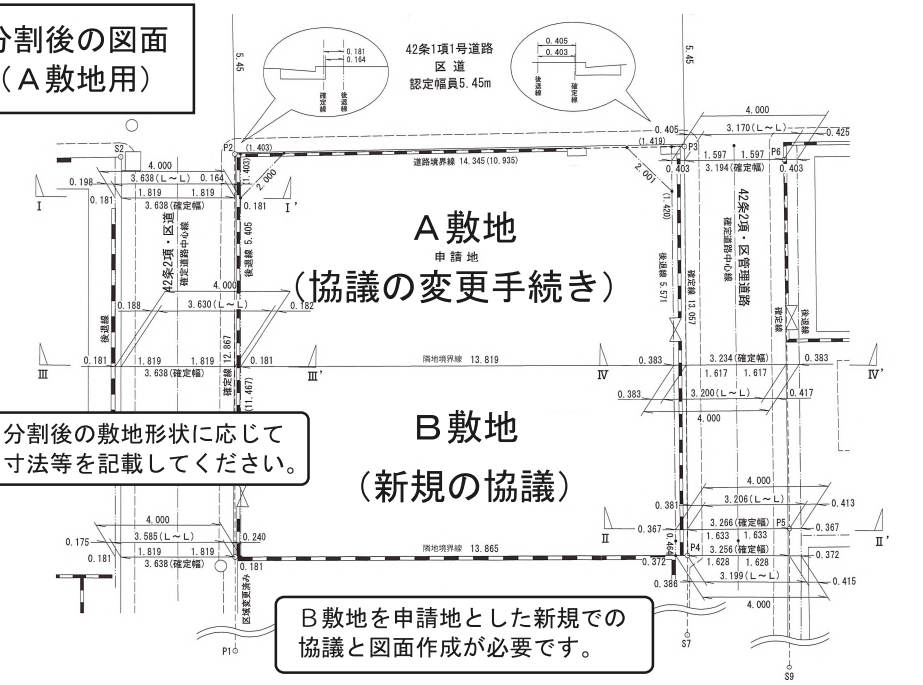 分割後の図面
(A敷地用)
5.45
0.181
0.164
確定線
後退線
42条1項1号道路
区 道
認定幅員5.45m
0.405
0.403
後退線
確定線
5.45
4.000
0.405
3.170(L~L)
0.425
S2
P2
(1.403)
道路境界線 14.345(10.935)
(1.419)
P3
1.597
1.597
P6
0.403
3.194(確定幅)
0.403
4.000
3.638(L~L)
0.164
0.198
1.819
1.819
0.181
0.181
3.638(確定幅)
(1.403)
2.000
2.001
(1.420)
Ⅰ
Ⅰ'
42条2項・区道
確定道路中心線
後退線 5.405
A敷地
申請地
(協議の変更手続き)
後退線 5.571
確定線 13.057
確定道路中心線
42条2項・区管理道路
確定線
後退線
4.000
0.188
3.630(L~L)
0.182
後退線
0.181
1.819
1.819
0.181
3.638(確定幅)
確定線 12.867
(11.467)
Ⅲ
Ⅲ'
隣地境界線 13.819
Ⅳ
Ⅳ'
0.383
3.234(確定幅)
0.383
1.617
1.617
0.383
3.200(L~L)
0.417
4.000
分割後の敷地形状に応じて
寸法等を記載してください。
B敷地
(新規の協議)
4.000
3.206(L~L)
0.413
0.381
3.266(確定幅)
P5
0.367
0.367
1.633
1.633
Ⅱ
Ⅱ'
4.000
3.585(L~L)
0.240
0.175
1.819
1.819
0.181
0.181
3.638(確定幅)
隣地境界線 13.865
P4
3.256(確定幅)
0.372
0.372
1.628
1.628
3.199(L~L)
0.386
0.415
4.000
区域変更済み
B敷地を申請地とした新規での
協議と図面作成が必要です。
P1
S7
S9